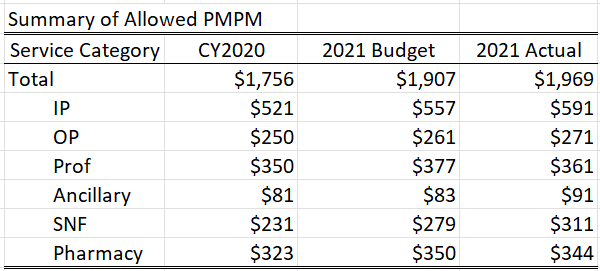 Summary of Allowed PMPM
Service Category CY2020 2021 Budget 2021 Actual
Total $1,756 $1,907 $1,969
IP $521 $557 $591
OP $250 $261 $271
Prof $350 $377 $361
Ancillary $81 $83 $91
SNF $231 $279 $311
Pharmacy $323 $350 $344